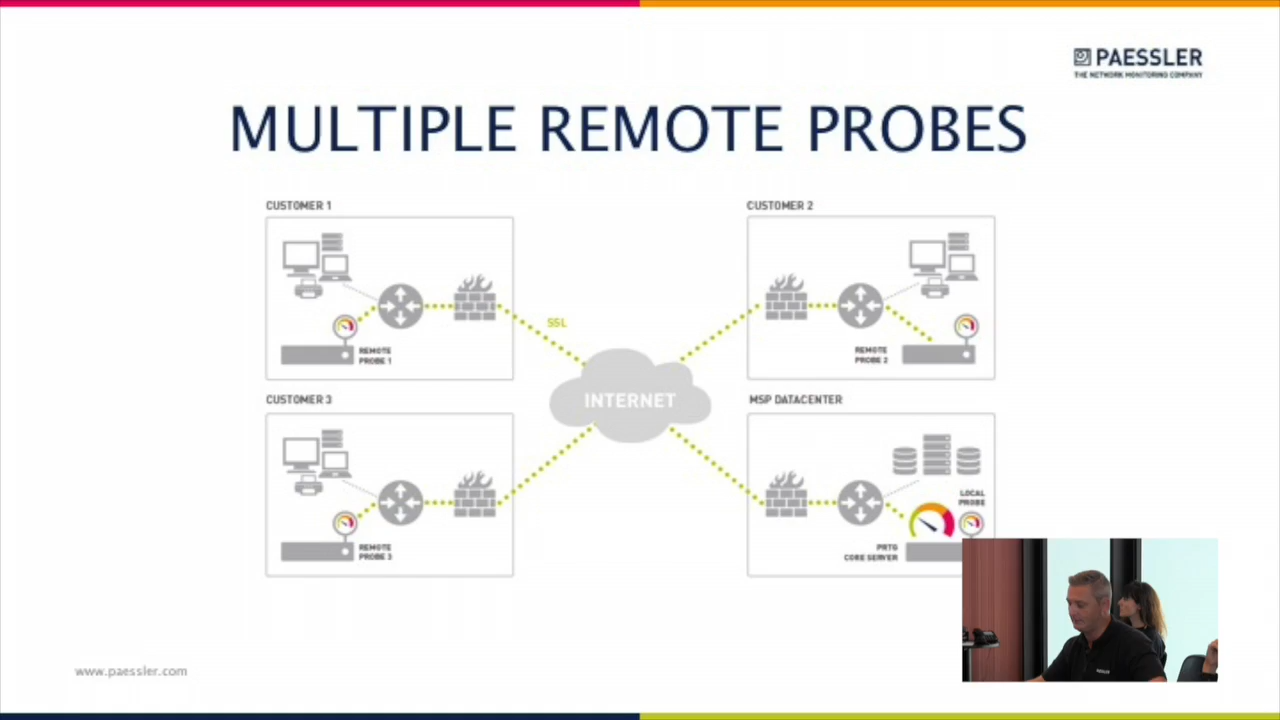 PAESSLER
THE NETWORK MONITORING COMPANY
MULTIPLE REMOTE PROBES
CUSTOMER 1
REMOTE
PROBE 1
SSL
CUSTOMER 2
REMOTE
PROBE 2
INTERNET
CUSTOMER 3
REMOTE
PROBE 3
MSP DATACENTER
LOCAL
PROBE
PRTG
CORE SERVER
www.paessler.com